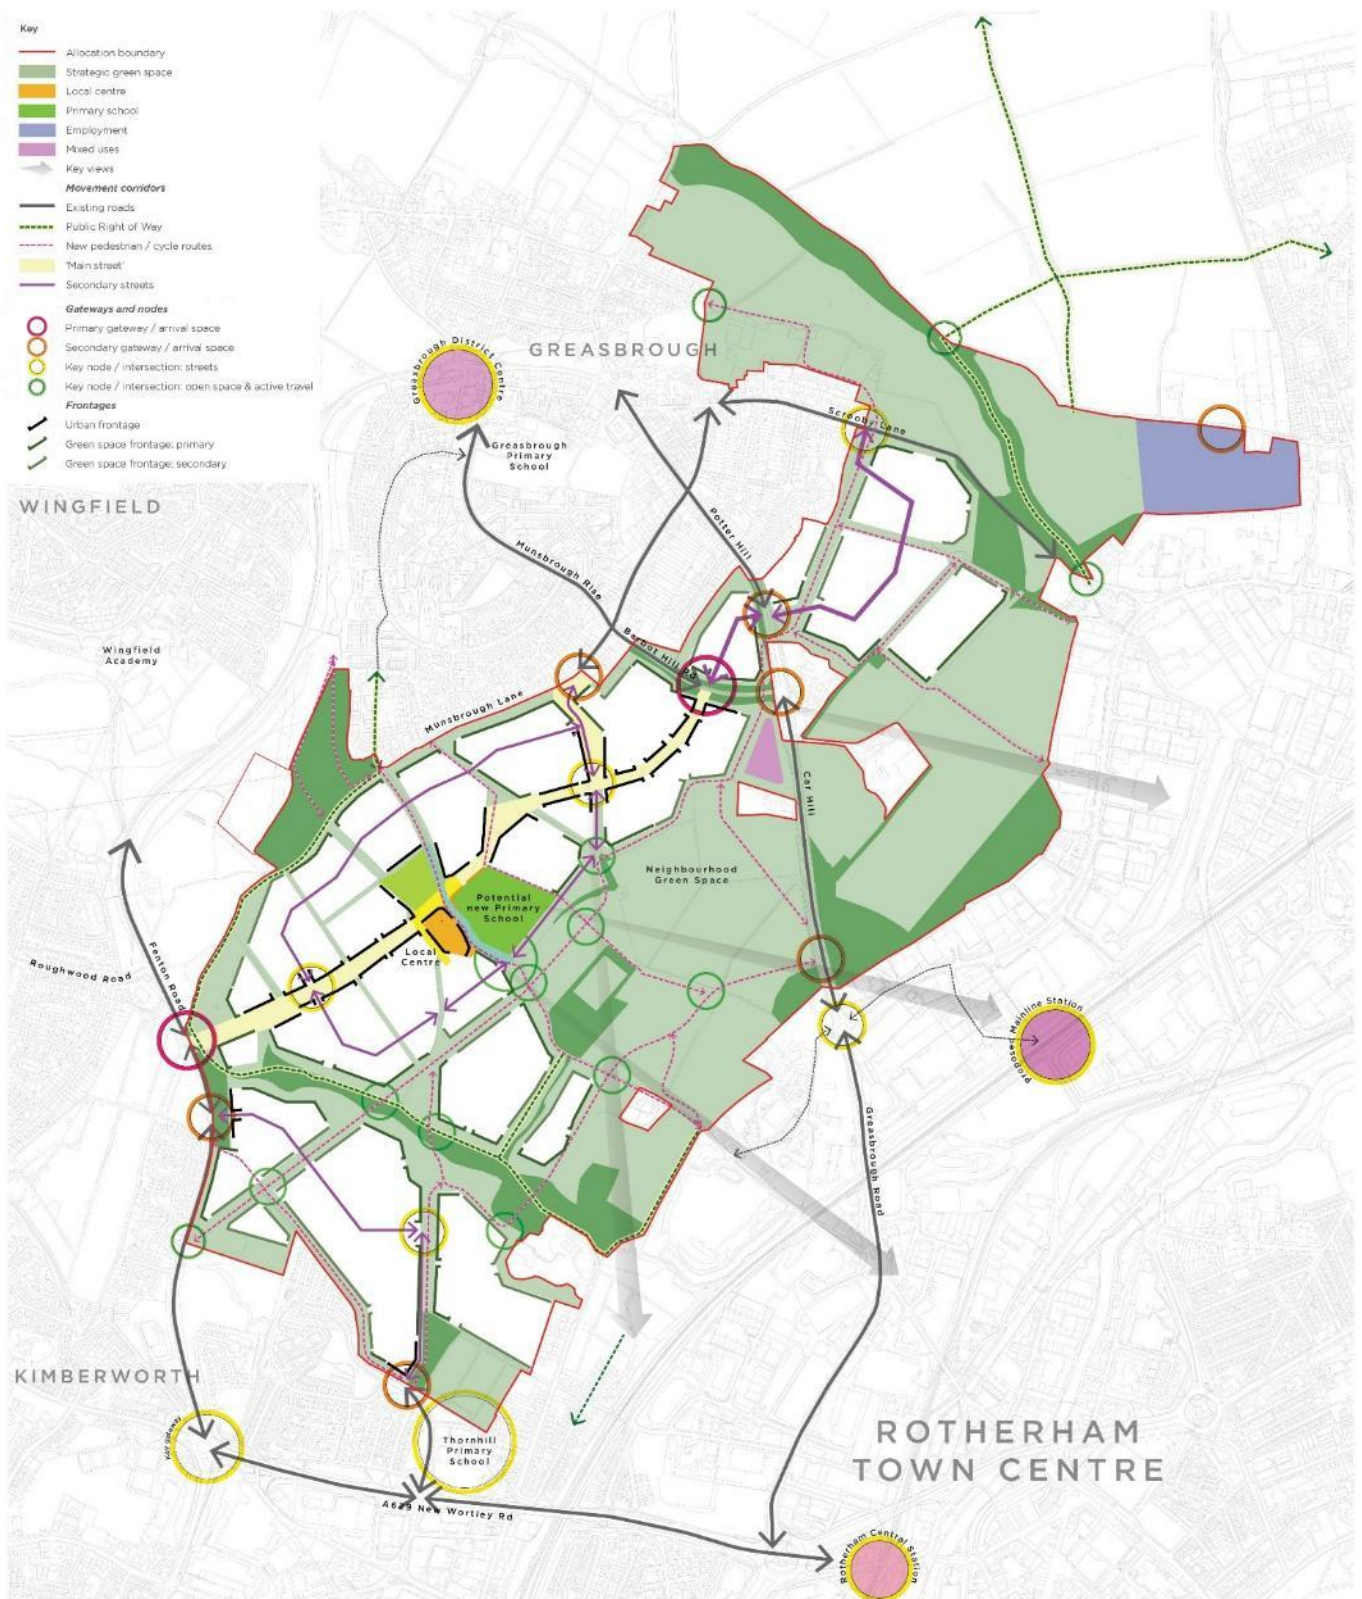 Key
Allocation boundary
Strategic green space
Local centre
Primary school
Employment
Mixed uses
Key views
Movement corridors
Existing roads
Public Right of Way
New pedestrian / cycle routes
'Main street'
Secondary streets
Gateways and nodes
Primary gateway / arrival space
Secondary gateway / arrival space
Key node / intersection: streets
Key node / intersection: open space & active travel
Frontages
Urban frontage
Green space frontage: primary
Green space frontage: secondary
GREASBROUGH
Greasbrough District Centre
Scrooby Lane
Greasbrough
Primary
School
WINGFIELD
Potter Hill
Munsbrough Rise
Barbot Hill Rd
Wingfield
Academy
Munsbrough Lane
Car Hill
Neighbourhood
Green Space
Potential
new Primary
School
Local
Centre
Roughwood Road
Fenton Road
Proposed Mainline Station
Greasbrough Road
KIMBERWORTH
Key gateway
Thornhill
Primary
School
ROTHERHAM
TOWN CENTRE
A629 New Wortley Rd
Rotherham Central Station